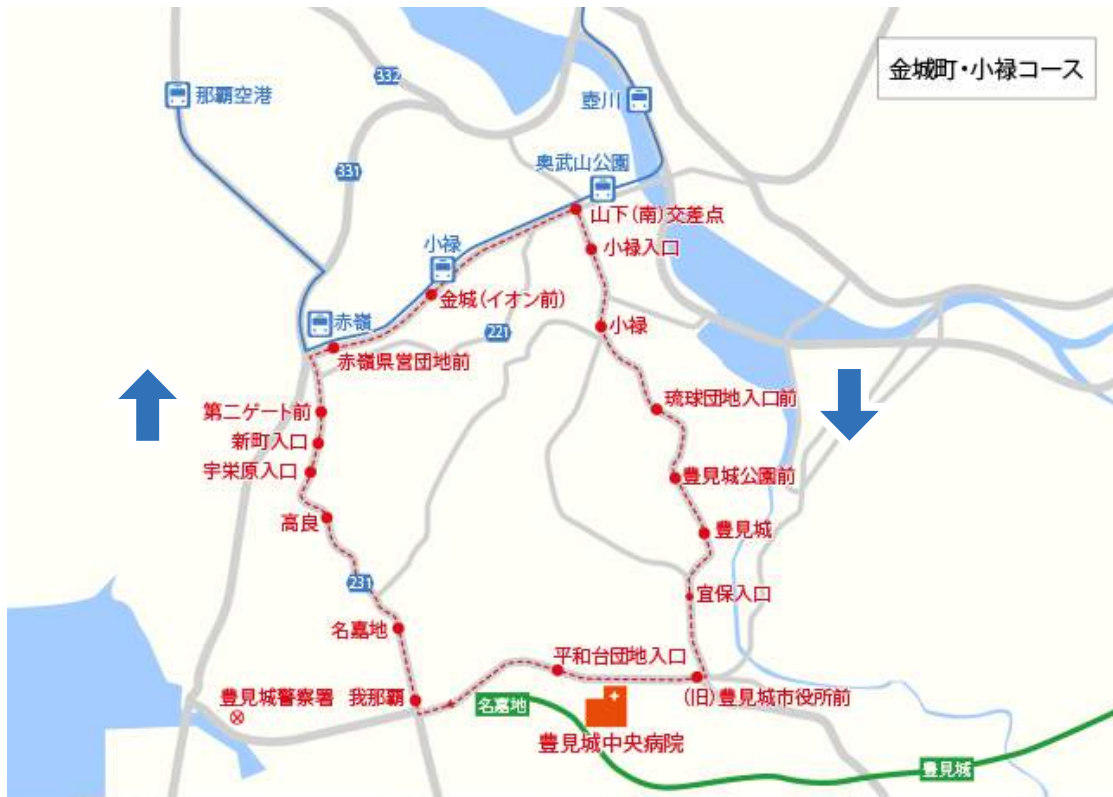 金城町・小禄コース
332
那覇空港
壺川
奥武山公園
331
山下(南)交差点
小禄
小禄入口
金城(イオン前)
赤嶺
221
小禄
赤嶺県営団地前
第二ゲート前
琉球団地入口前
新町入口
宇栄原入口
豊見城公園前
高良
豊見城
231
宜保入口
名嘉地
平和台団地入口
豊見城警察署
我那覇
名嘉地
(旧)豊見城市役所前
豊見城中央病院
豊見城